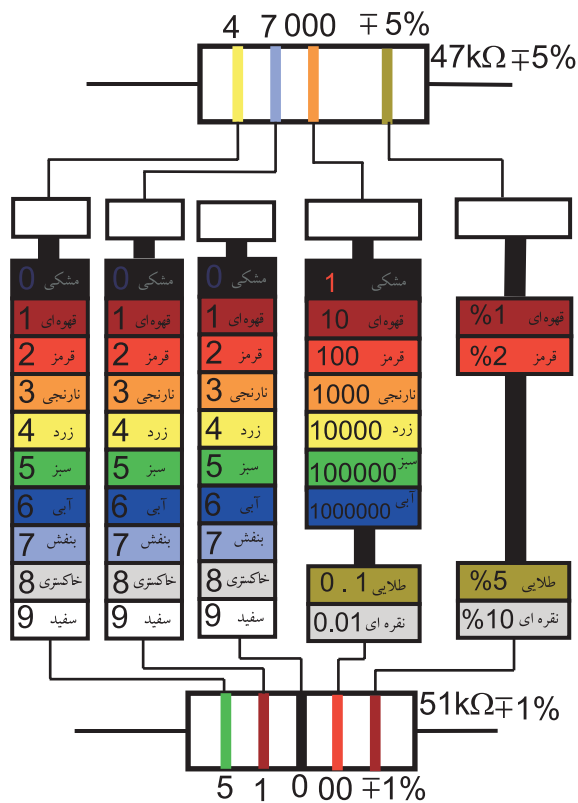 4 7 000 ∓5%
47kΩ∓5%
0 مشکی 0 مشکی 0 مشکی 1 مشکی
1 قهوه ای 1 قهوه ای 1 قهوه ای 10 قهوه ای %1 قهوه ای
2 قرمز 2 قرمز 2 قرمز 100 قرمز %2 قرمز
3 نارنجی 3 نارنجی 3 نارنجی 1000 نارنجی
4 زرد 4 زرد 4 زرد 10000 زرد
5 سبز 5 سبز 5 سبز 100000 سبز
6 آبی 6 آبی 6 آبی 1000000 آبی
7 بنفش 7 بنفش 7 بنفش
8 خاکستری 8 خاکستری 8 خاکستری 0.1 طلایی %5 طلایی
9 سفید 9 سفید 9 سفید 0.01 نقره ای %10 نقره ای
51kΩ∓1%
5 1 0 00 ∓1%